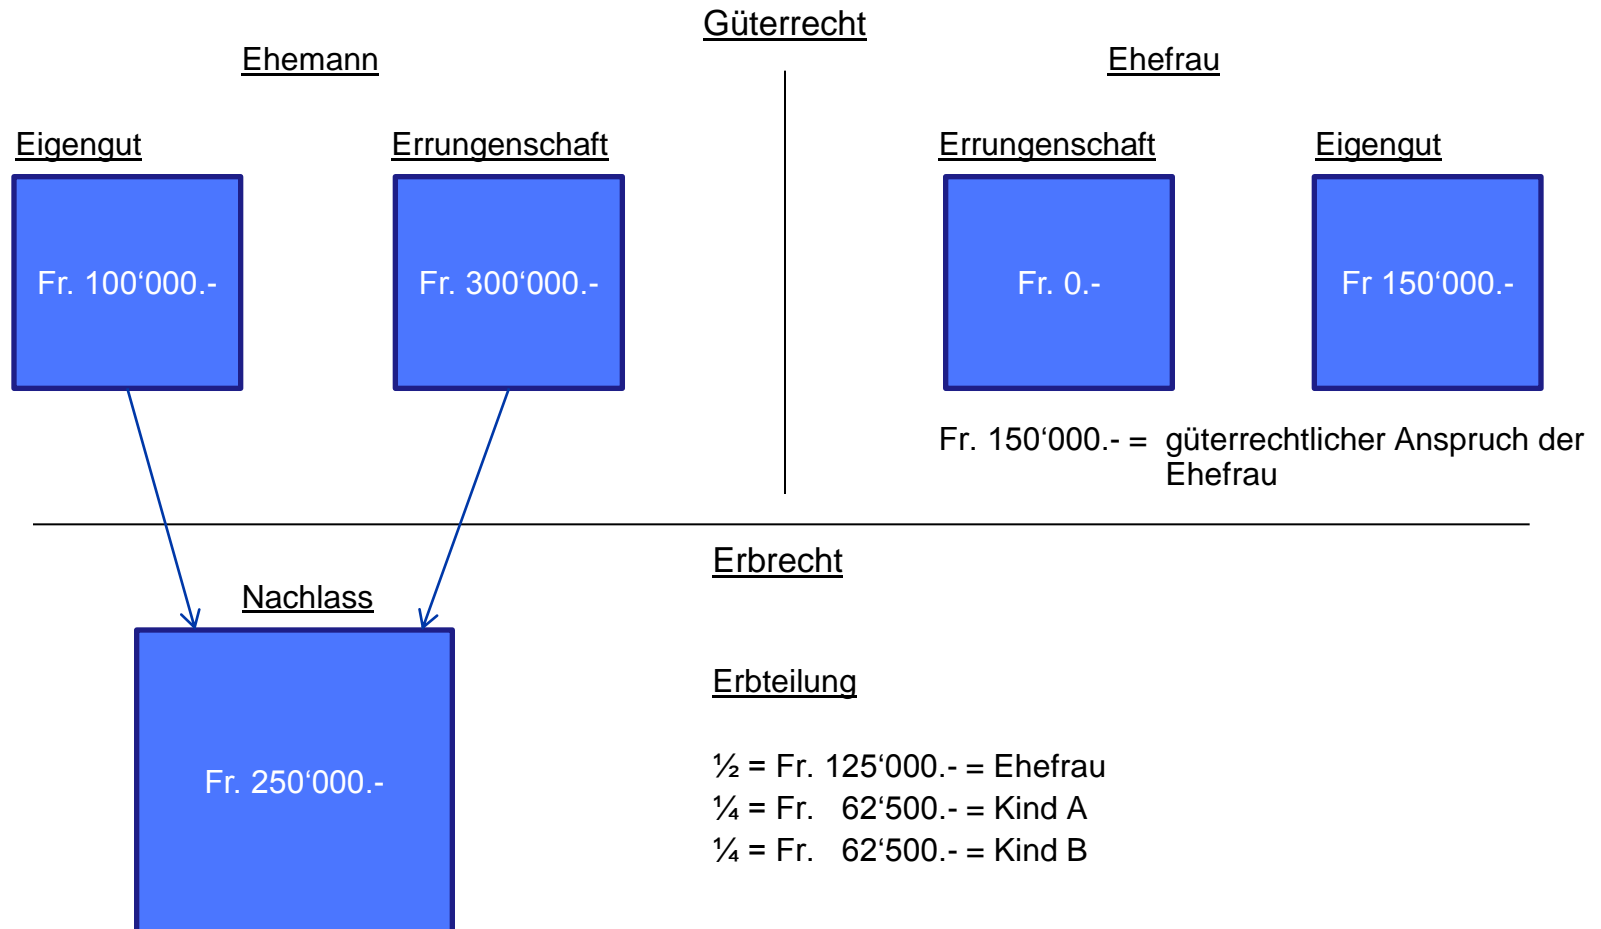 Güterrecht
Ehemann
Ehefrau
Eigengut
Errungenschaft
Errungenschaft
Eigengut
Fr. 100‘000.-
Fr. 300‘000.-
Fr. 0.-
Fr 150‘000.-
Fr. 150‘000.- = güterrechtlicher Anspruch der
Ehefrau
Erbrecht
Nachlass
Fr. 250‘000.-
Erbteilung
½ = Fr. 125‘000.- = Ehefrau
¼ = Fr. 62‘500.- = Kind A
¼ = Fr. 62‘500.- = Kind B